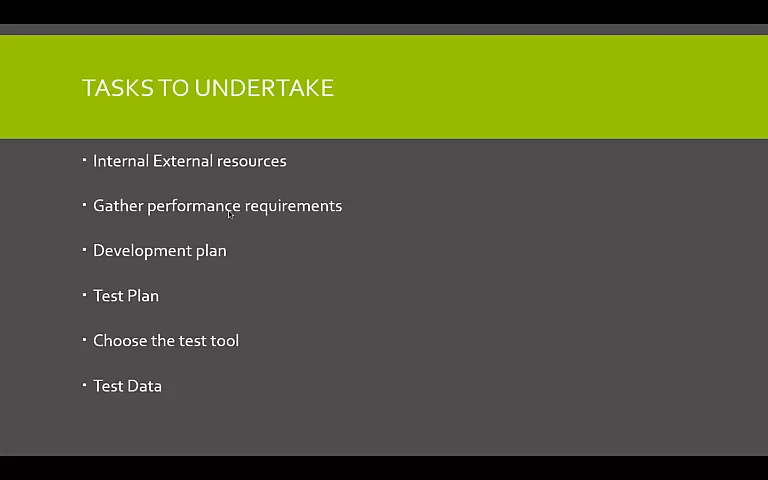 TASKS TO UNDERTAKE
▪ Internal External resources
▪ Gather performance requirements
▪ Development plan
▪ Test Plan
▪ Choose the test tool
▪ Test Data